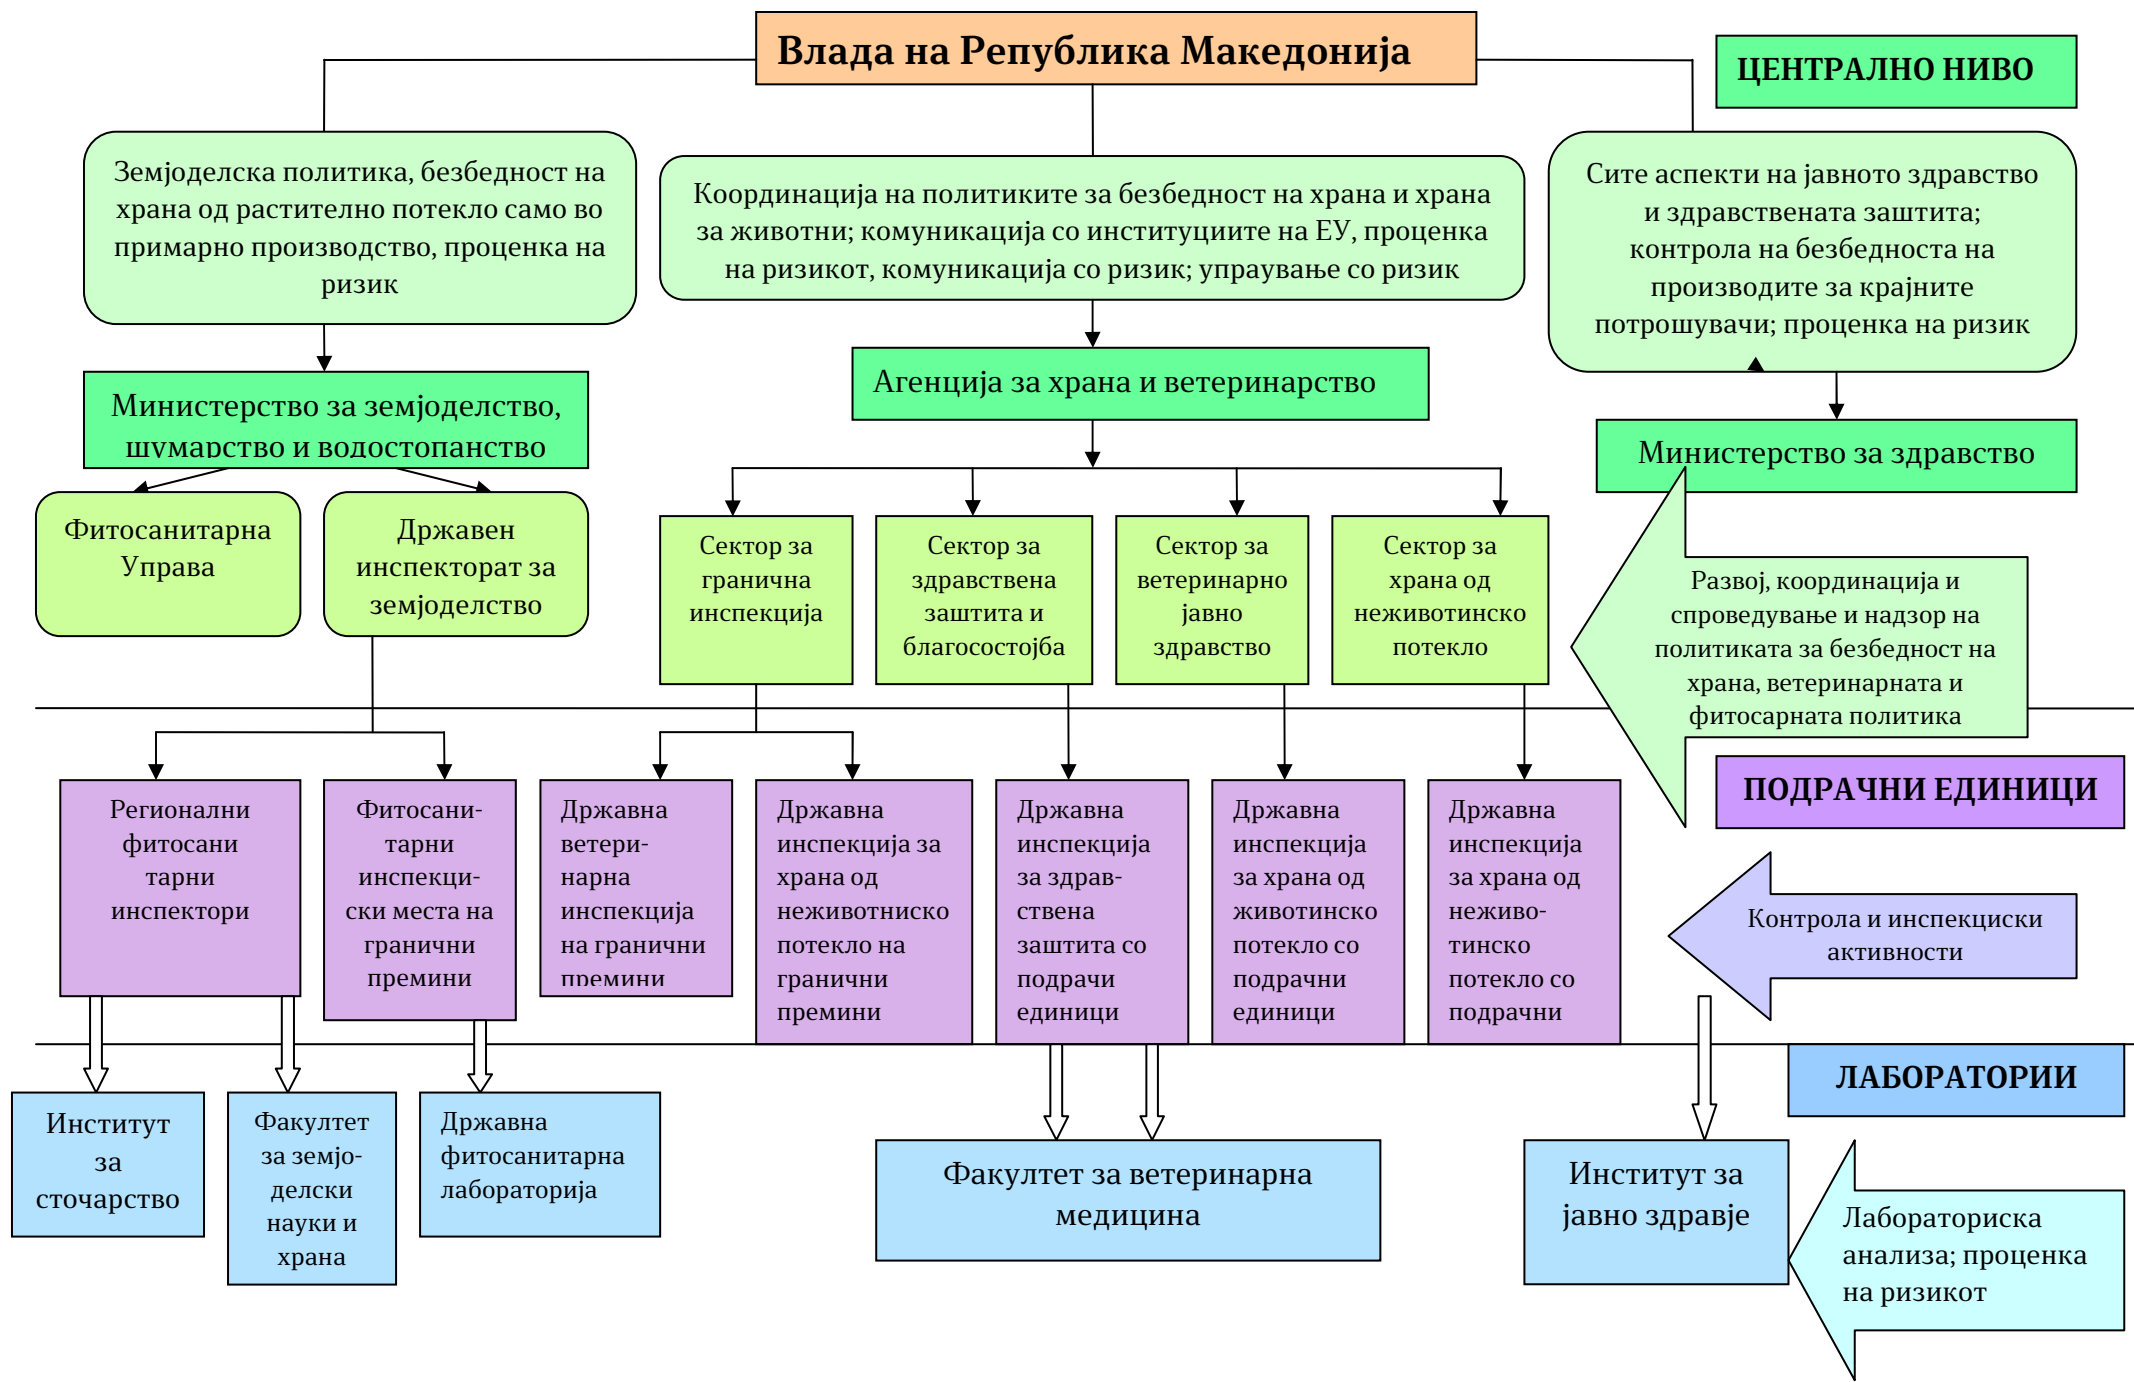 Влада на Република Македонија
ЦЕНТРАЛНО НИВО
Земјоделска политика, безбедност на
храна од растително потекло само во
примарно производство, проценка на
ризик
Координација на политиките за безбедност на храна и храна
за животни; комуникација со институциите на ЕУ, проценка
на ризикот, комуникација со ризик; упраување со ризик
Сите аспекти на јавното здравство
и здравствената заштита;
контрола на безбедноста на
производите за крајните
потрошувачи; проценка на ризик
Министерство за земјоделство,
шумарство и водостопанство
Агенција за храна и ветеринарство
Министерство за здравство
Фитосанитарна
Управа
Државен
инспекторат за
земјоделство
Сектор за
гранична
инспекција
Сектор за
здравствена
заштита и
благосостојба
Сектор за
ветеринарно
јавно
здравство
Сектор за
храна од
неживотинско
потекло
Развој, координација и
спроведување и надзор на
политиката за безбедност на
храна, ветеринарната и
фитосарната политика
ПОДРАЧНИ ЕДИНИЦИ
Регионални
фитосани
тарни
инспектори
Фитосани-
тарни
инспекци-
ски места на
гранични
премини
Државна
ветери-
нарна
инспекција
на гранични
премини
Државна
инспекција за
храна од
неживотниско
потекло на
гранични
премини
Државна
инспекција
за здрав-
ствена
заштита со
подрачи
единици
Државна
инспекција
за храна од
животинско
потекло со
подрачни
единици
Државна
инспекција
за храна од
неживо-
тинско
потекло со
подрачни
Контрола и инспекциски
активности
ЛАБОРАТОРИИ
Институт
за
сточарство
Факултет
за земјо-
делски
науки и
храна
Државна
фитосанитарна
лабораторија
Факултет за ветеринарна
медицина
Институт за
јавно здравје
Лабораториска
анализа; проценка
на ризикот